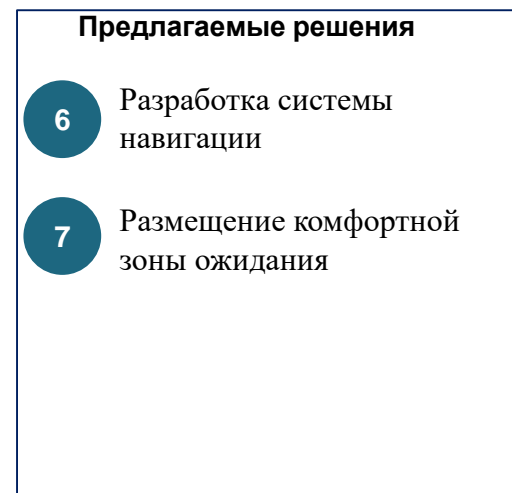 Предлагаемые решения
6
Разработка системы
навигации
7
Размещение комфортной
зоны ожидания